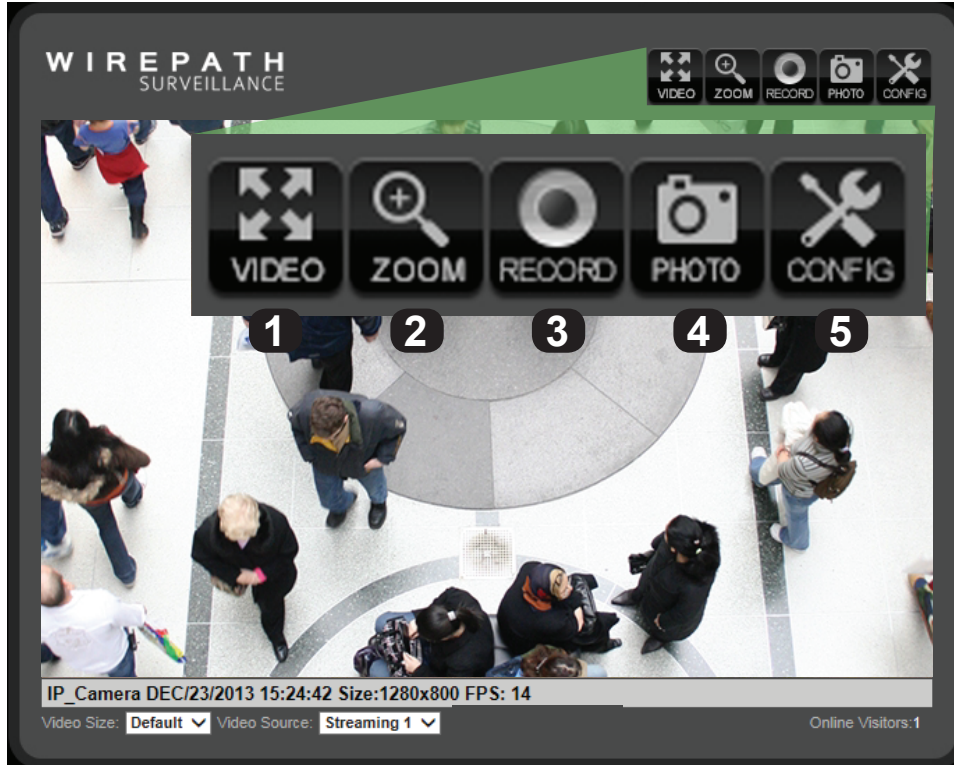 WIREPATH
SURVEILLANCE
VIDEO ZOOM RECORD PHOTO CONFIG
VIDEO ZOOM RECORD PHOTO CONFIG
1 2 3 4 5
IP_Camera DEC/23/2013 15:24:42 Size:1280x800 FPS: 14
Video Size: Default Video Source: Streaming 1 Online Visitors:1